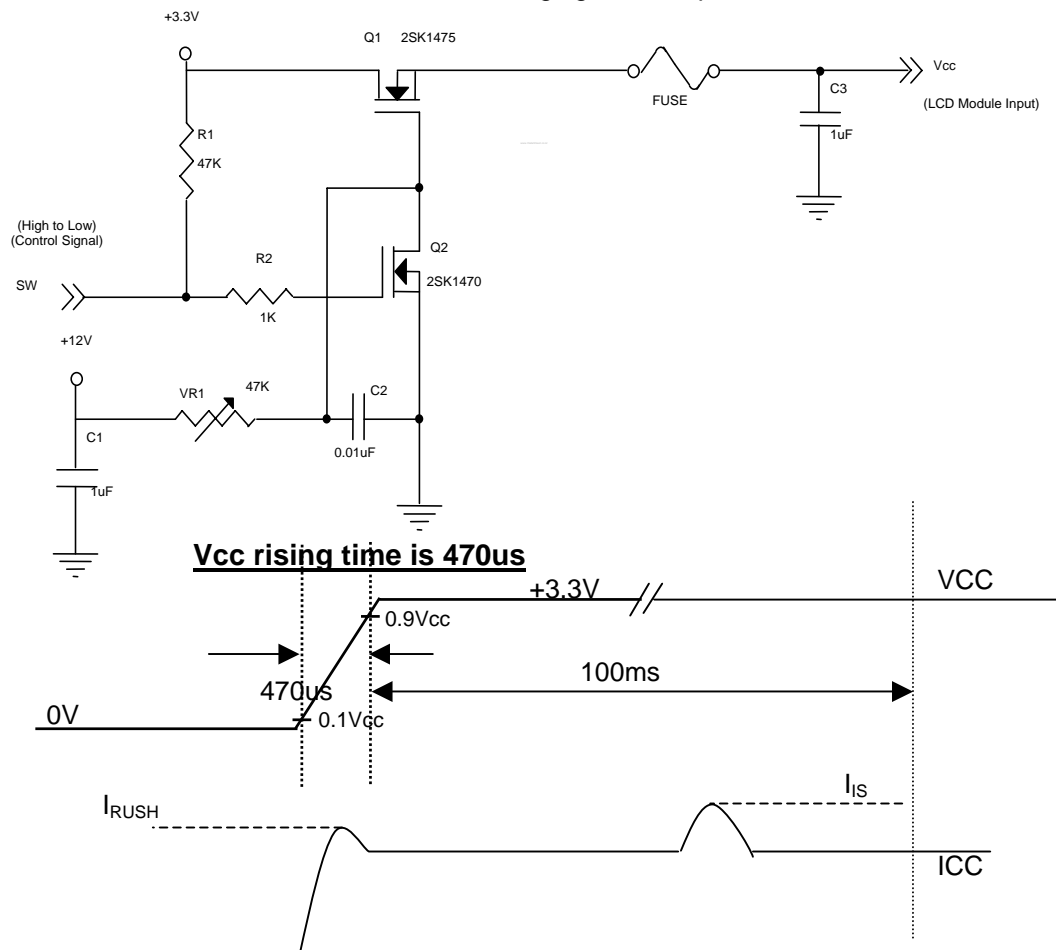 +3.3V
Q1 2SK1475
Vcc
FUSE
C3
(LCD Module Input)
1uF
R1
47K
(High to Low)
(Control Signal)
Q2
R2
SW
2SK1470
1K
+12V
VR1
47K
C2
C1
0.01uF
1uF
Vcc rising time is 470us
+3.3V
VCC
0.9Vcc
470us
100ms
0V
0.1Vcc
IRUSH
IIS
ICC